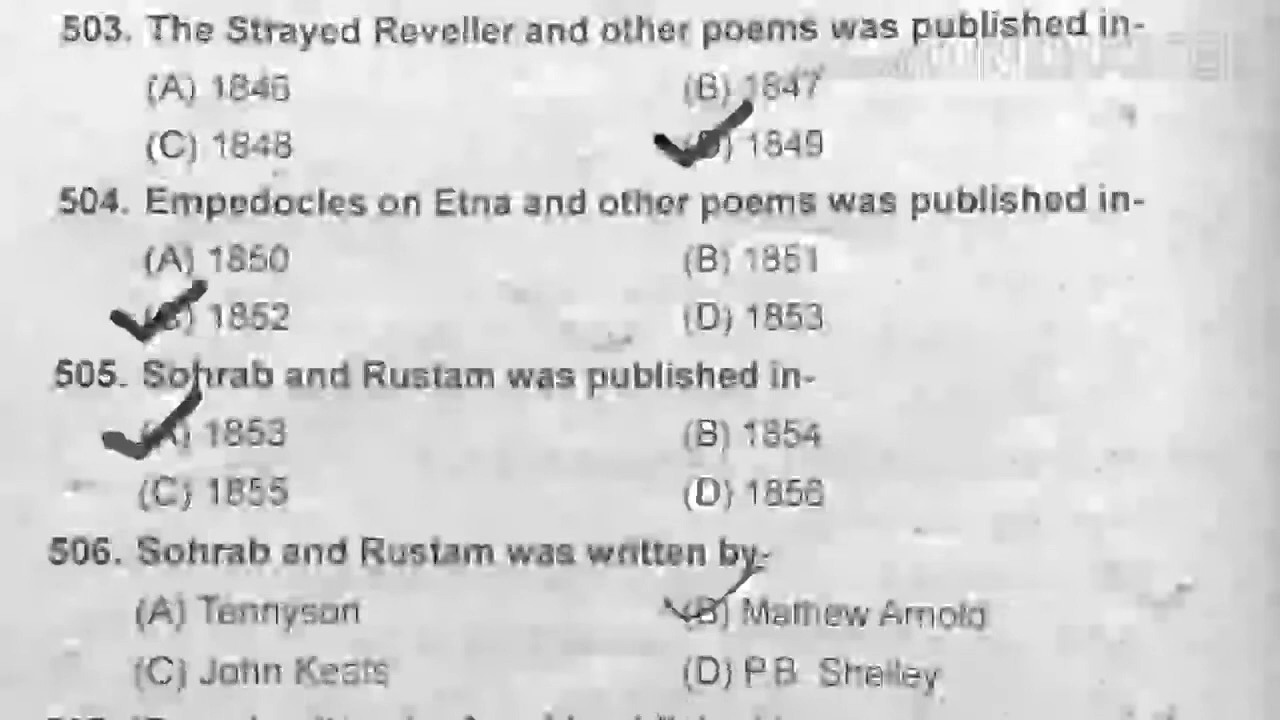 503. The Strayed Reveller and other poems was published in-
(A) 1846 (B) 1847
(C) 1848 (D) 1849
504. Empedocles on Etna and other poems was published in-
(A) 1850 (B) 1851
(C) 1852 (D) 1853
505. Sohrab and Rustam was published in-
(A) 1853 (B) 1854
(C) 1855 (D) 1856
506. Sohrab and Rustam was written by-
(A) Tennyson (B) Mathew Arnold
(C) John Keats (D) P.B. Shelley